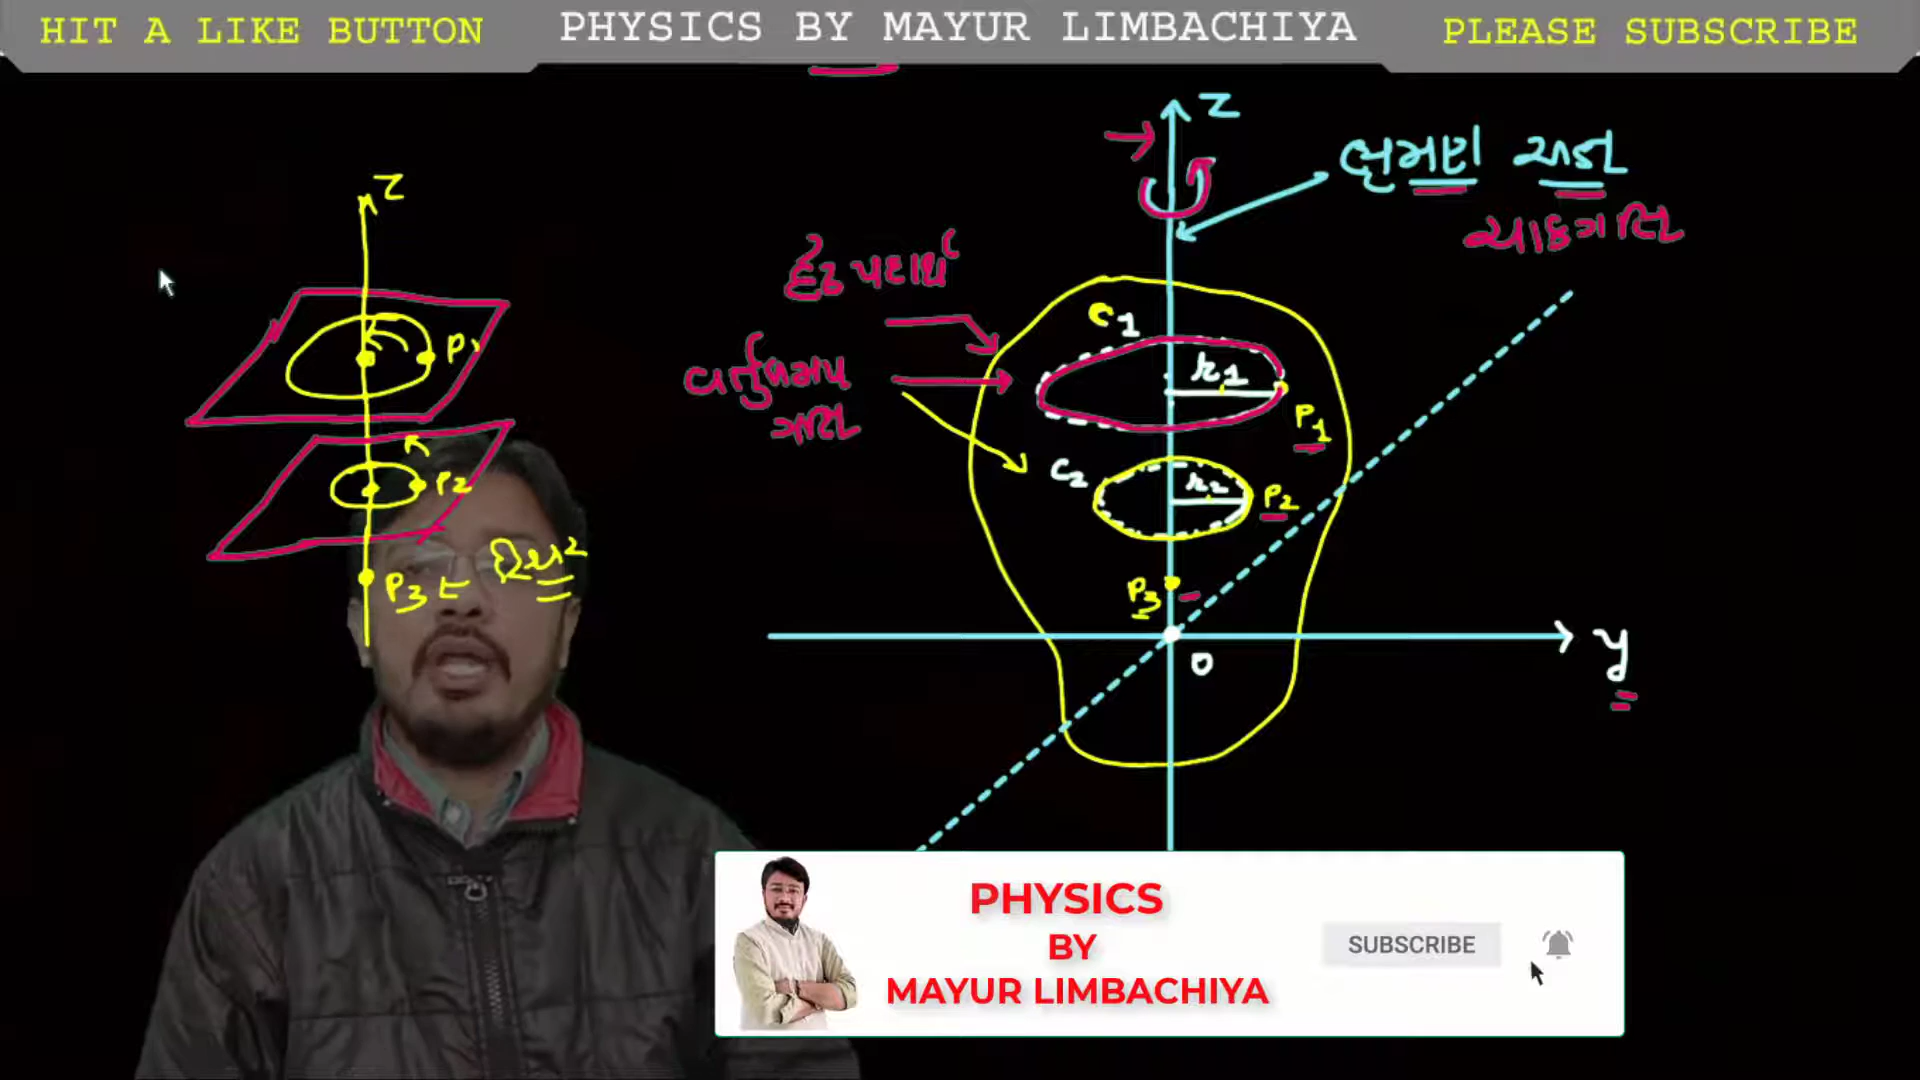 HIT A LIKE BUTTON
PHYSICS BY MAYUR LIMBACHIYA
PLEASE SUBSCRIBE
z
ભ્રમણ અક્ષ
ચાકગતિ
z
દૃઢ પદાર્થ
C1
r1
P1
P1
વર્તુળમય
ગતિ
C2
r2
P2
P2
સ્થિર
P3
P3
O
y
PHYSICS
BY
MAYUR LIMBACHIYA
SUBSCRIBE